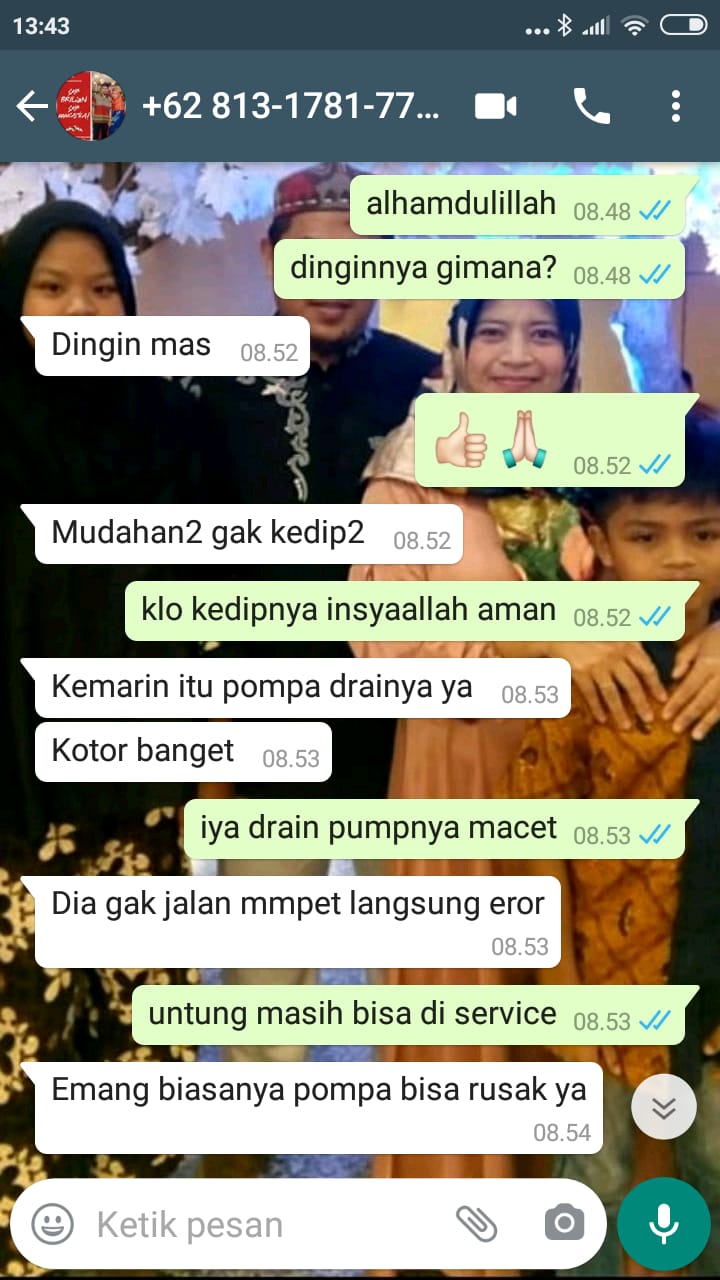 13:43
+62 813-1781-77...
alhamdulillah 08.48
dinginnya gimana? 08.48
Dingin mas 08.52
08.52
Mudahan2 gak kedip2 08.52
klo kedipnya insyaallah aman 08.52
Kemarin itu pompa drainya ya 08.53
Kotor banget 08.53
iya drain pumpnya macet 08.53
Dia gak jalan mmpet langsung eror
08.53
untung masih bisa di service 08.53
Emang biasanya pompa bisa rusak ya
08.54
Ketik pesan